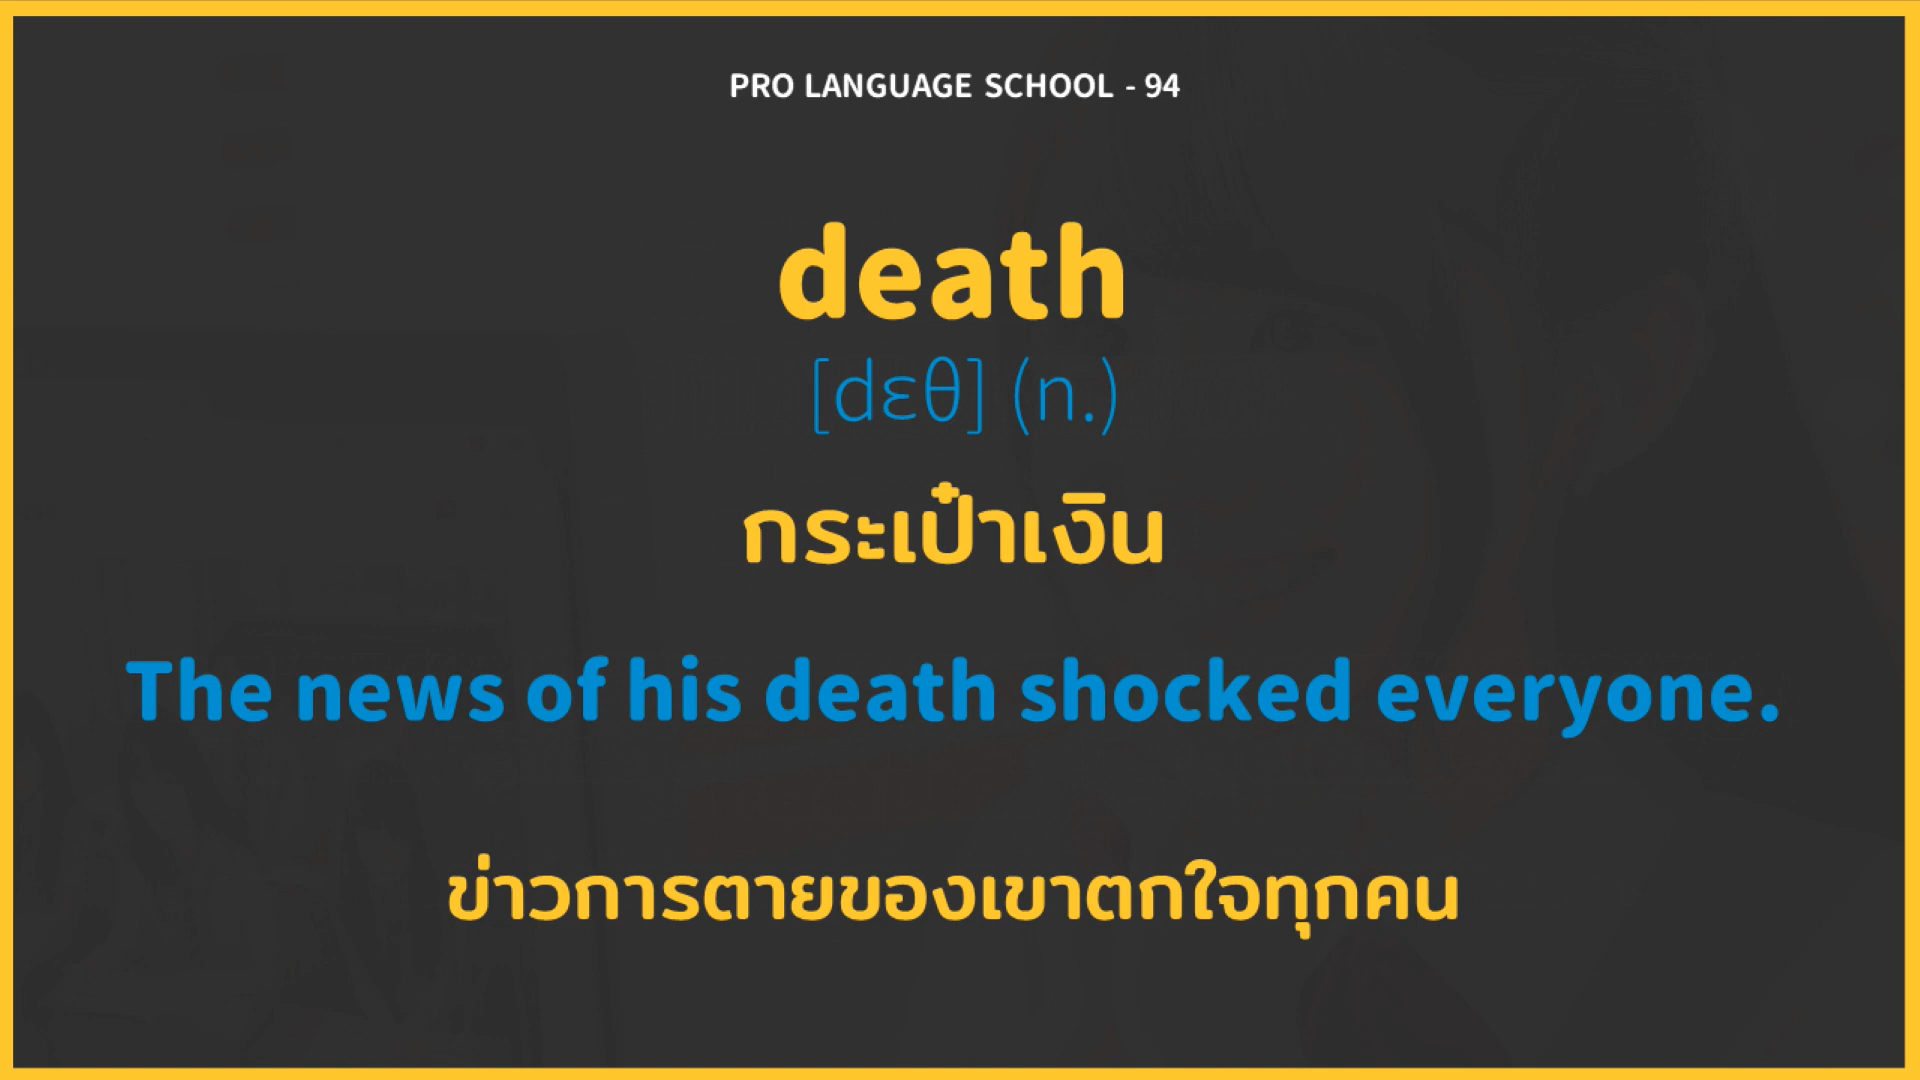 PRO LANGUAGE SCHOOL - 94
death
[dɛθ] (n.)
กระเป๋าเงิน
The news of his death shocked everyone.
ข่าวการตายของเขาตกใจทุกคน